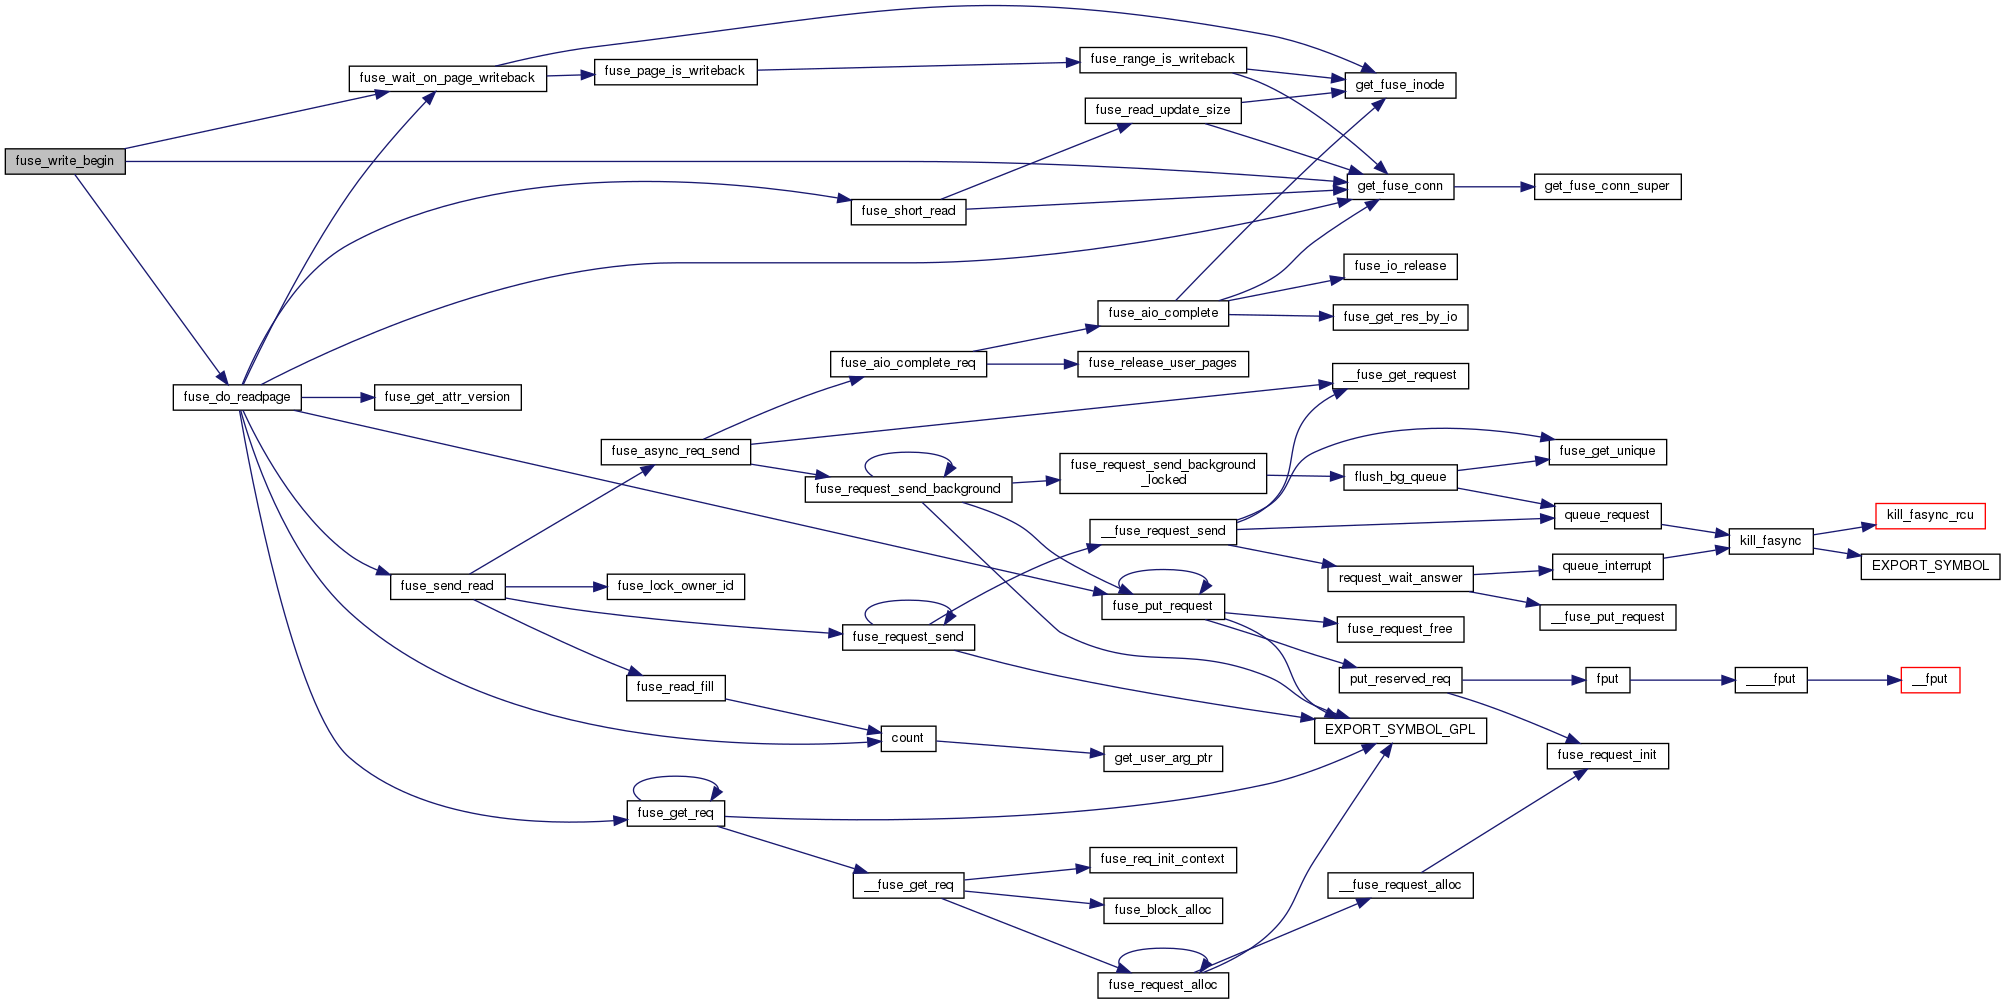 fuse_write_begin
fuse_wait_on_page_writeback
fuse_do_readpage
fuse_page_is_writeback
fuse_get_attr_version
fuse_send_read
fuse_async_req_send
fuse_lock_owner_id
fuse_read_fill
fuse_get_req
fuse_short_read
fuse_aio_complete_req
fuse_request_send_background
fuse_request_send
count
__fuse_get_req
fuse_range_is_writeback
fuse_read_update_size
fuse_aio_complete
fuse_release_user_pages
fuse_request_send_background
_locked
__fuse_request_send
fuse_put_request
get_user_arg_ptr
fuse_req_init_context
fuse_block_alloc
fuse_request_alloc
get_fuse_inode
get_fuse_conn
fuse_io_release
fuse_get_res_by_io
__fuse_get_request
flush_bg_queue
request_wait_answer
fuse_request_free
put_reserved_req
EXPORT_SYMBOL_GPL
__fuse_request_alloc
get_fuse_conn_super
fuse_get_unique
queue_request
queue_interrupt
__fuse_put_request
fput
fuse_request_init
kill_fasync
____fput
kill_fasync_rcu
EXPORT_SYMBOL
__fput